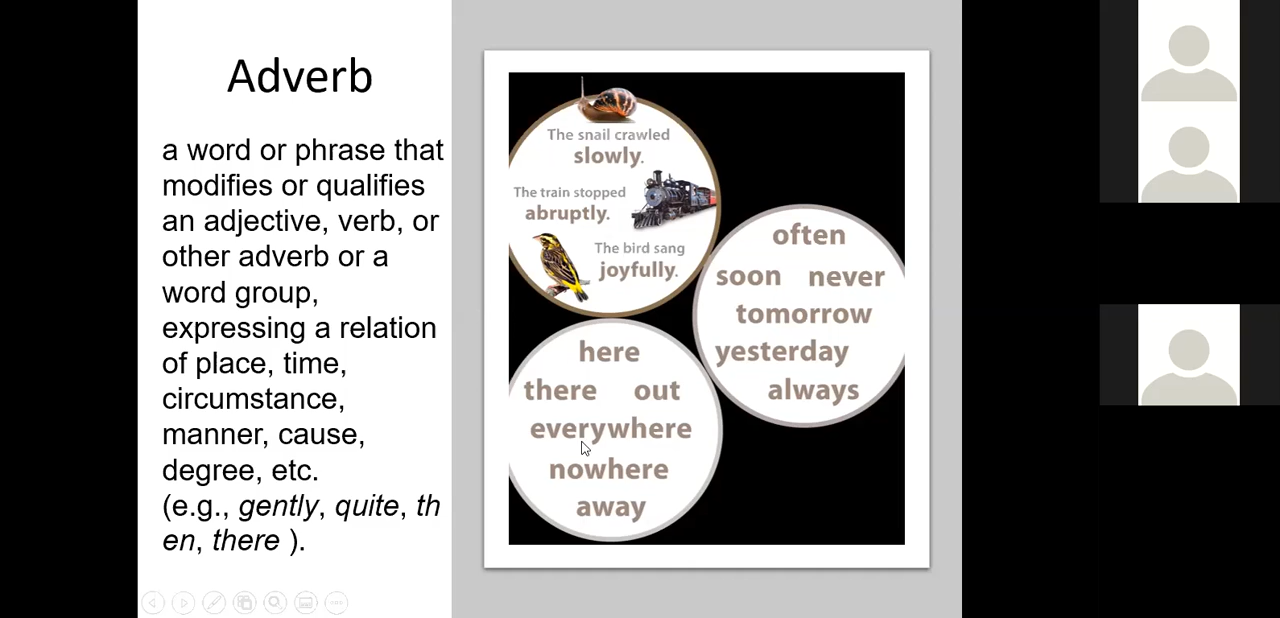 Adverb
a word or phrase that
modifies or qualifies
an adjective, verb, or
other adverb or a
word group,
expressing a relation
of place, time,
circumstance,
manner, cause,
degree, etc.
(e.g., gently, quite, th
en, there ).
The snail crawled
slowly.
The train stopped
abruptly.
The bird sang
joyfully.
often
soon never
tomorrow
yesterday
always
here
there out
everywhere
nowhere
away